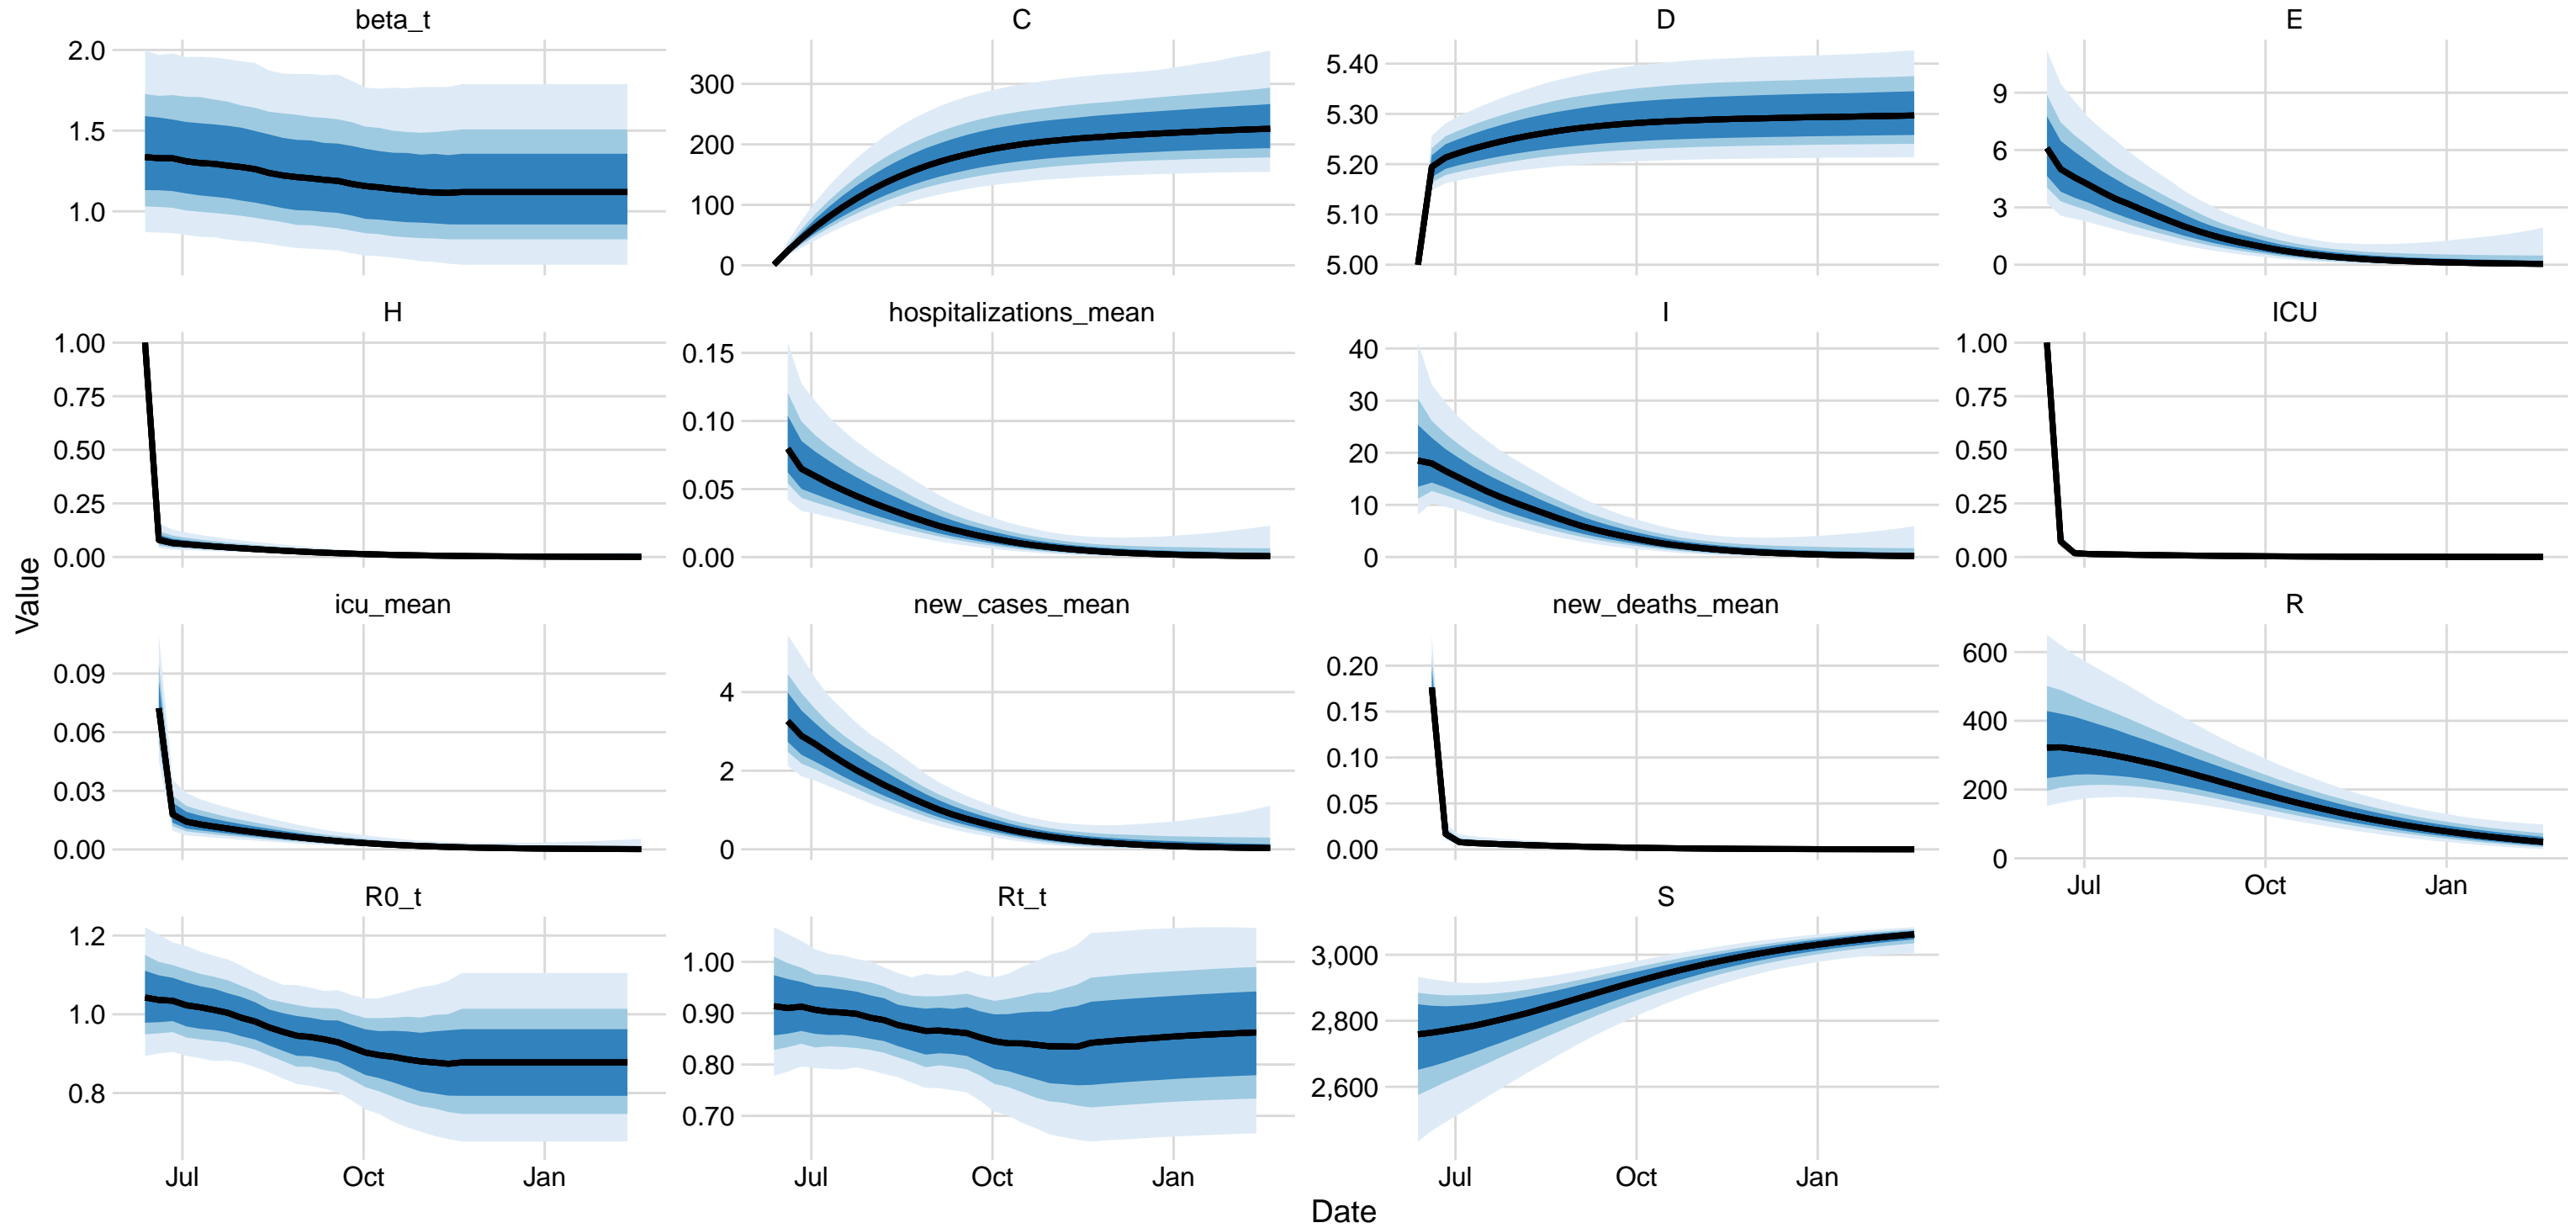 beta_t
2.0
1.5
1.0
C
300
200
100
0
D
5.40
5.30
5.20
5.10
5.00
E
9
6
3
0
H
1.00
0.75
0.50
0.25
0.00
hospitalizations_mean
0.15
0.10
0.05
0.00
I
40
30
20
10
0
ICU
1.00
0.75
0.50
0.25
0.00
Value
icu_mean
0.09
0.06
0.03
0.00
new_cases_mean
4
2
0
new_deaths_mean
0.20
0.15
0.10
0.05
0.00
R
600
400
200
0
Jul Oct Jan
R0_t
1.2
1.0
0.8
Jul Oct Jan
Rt_t
1.00
0.90
0.80
0.70
Jul Oct Jan
S
3,000
2,800
2,600
Jul Oct Jan
Date